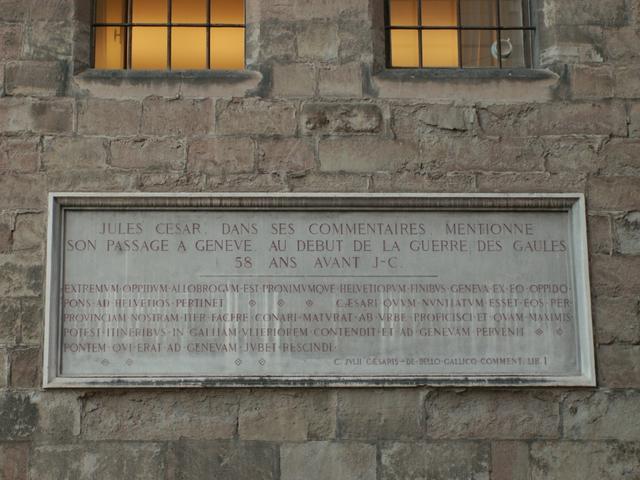 JULES CESAR, DANS SES COMMENTAIRES, MENTIONNE
SON PASSAGE A GENEVE, AU DEBUT DE LA GUERRE DES GAULES
58 ANS AVANT J-C.
EXTREMVM·OPPIDVM·ALLOBROGVM·EST·PROXIMVMQVE·HELVETIORVM·FINIBVS·GENEVA·EX·EO·OPPIDO·
PONS·AD·HELVETIOS·PERTINET CÆSARI·QVVM·NVNTIATVM·ESSET·EOS·PER·
PROVINCIAM·NOSTRAM·ITER·FACERE·CONARI·MATVRAT·AB·VRBE·PROFICISCI·ET·QVAM·MAXIMIS·
POTEST·ITINERIBVS·IN·GALLIAM·VLTERIOREM·CONTENDIT·ET·AD·GENEVAM·PERVENIT
PONTEM·QVI·ERAT·AD·GENEVAM·JVBET·RESCINDI·
C·JVLII·CÆSARIS-DE·BELLO·GALLICO·COMMENT. LIB. I